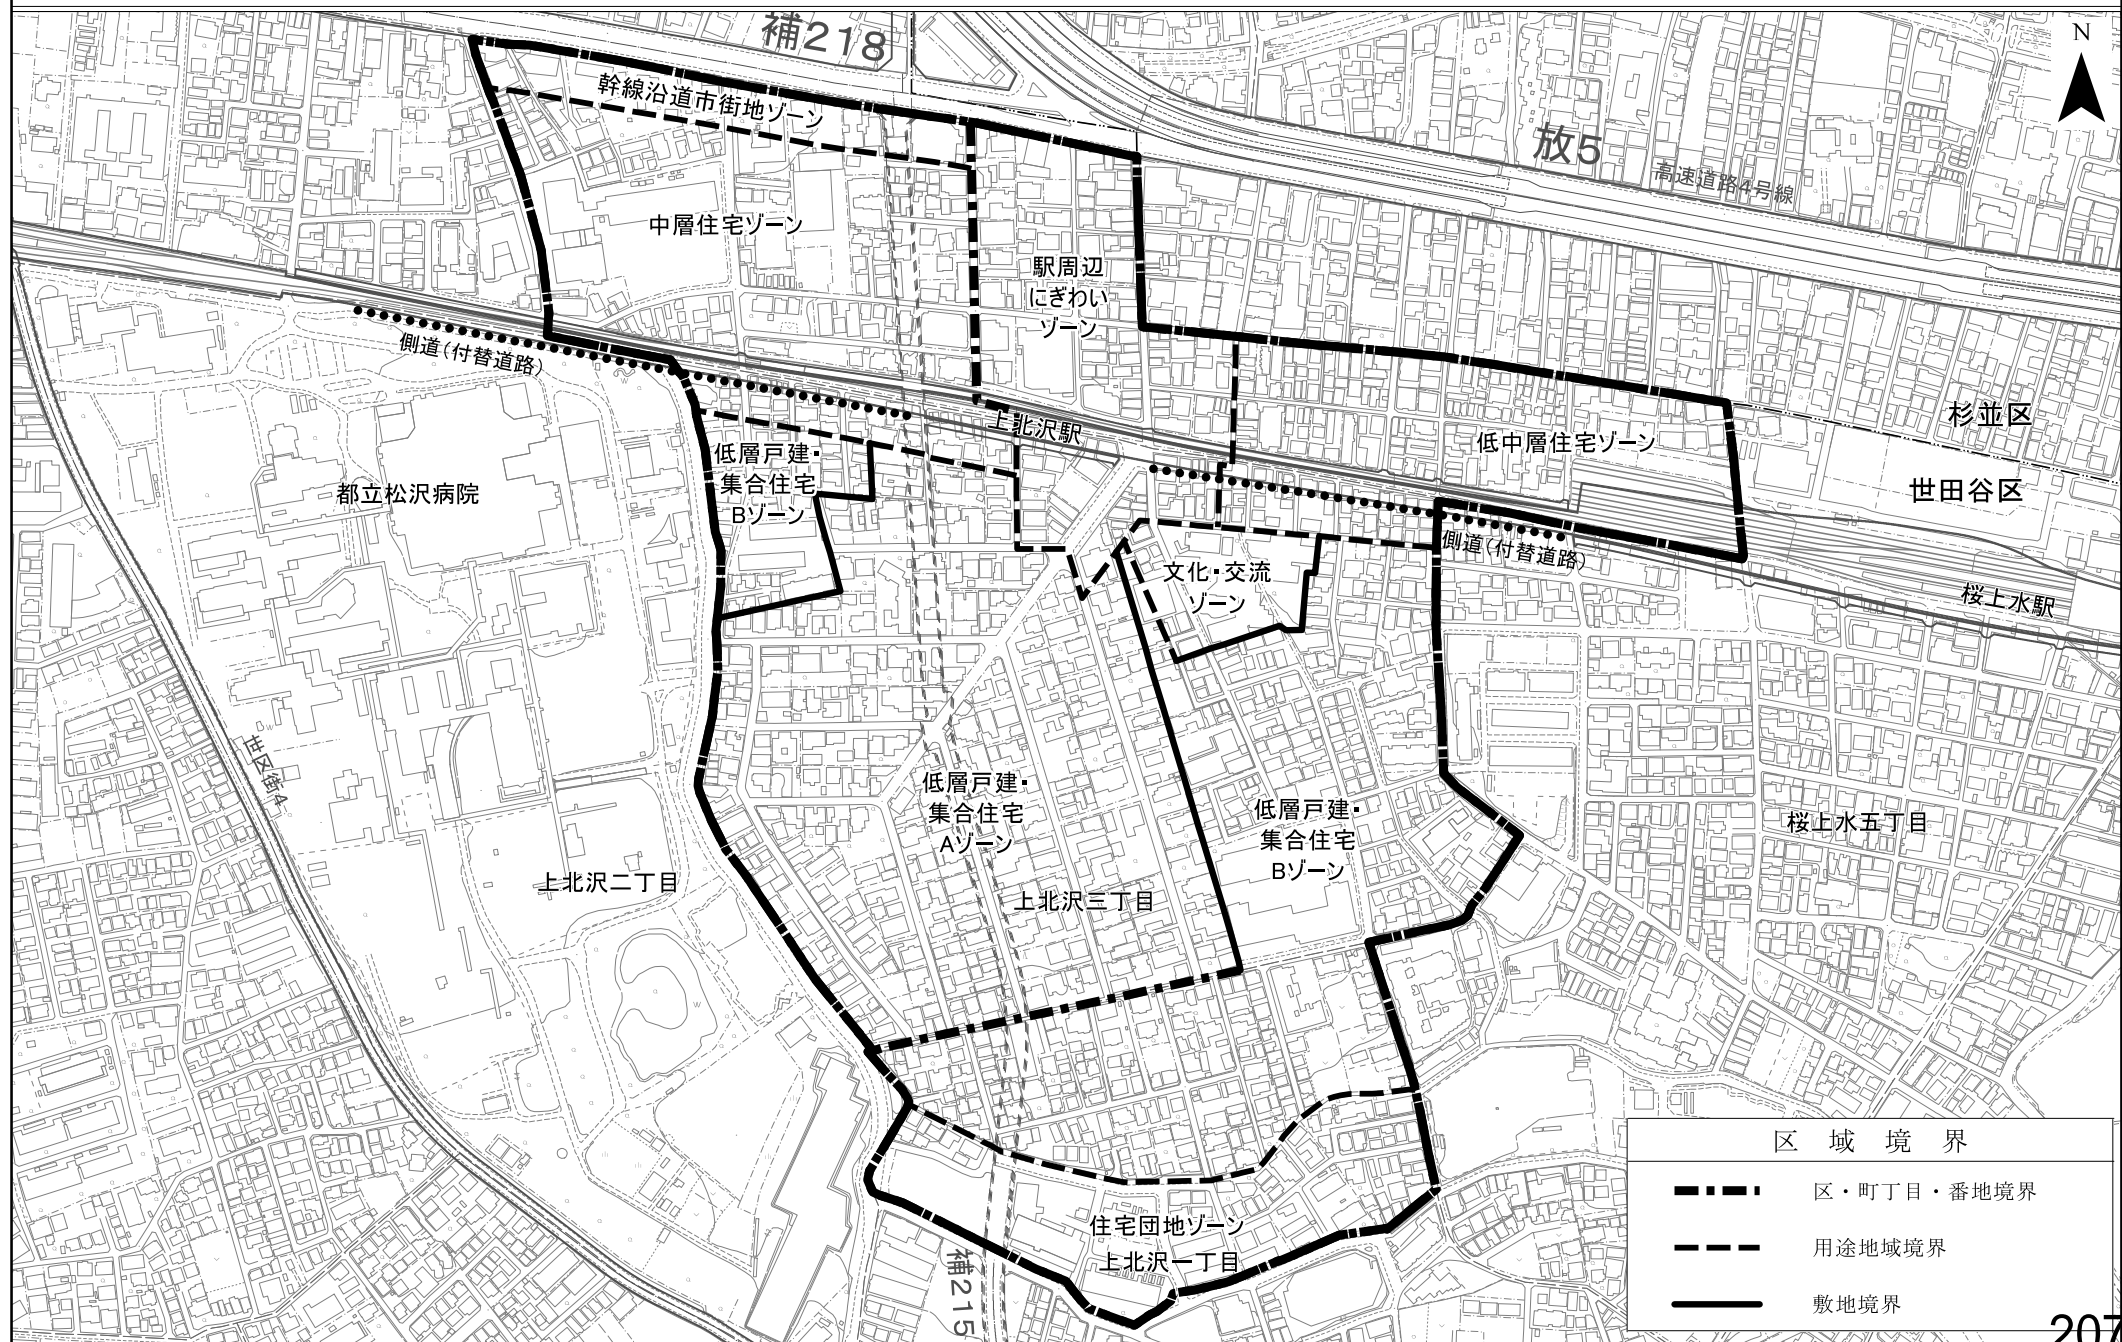 補218
N
幹線沿道市街地ゾーン
放5
高速道路4号線
中層住宅ゾーン
駅周辺
にぎわい
ゾーン
側道(付替道路)
上北沢駅
杉並区
低中層住宅ゾーン
低層戸建・
集合住宅
Bゾーン
都立松沢病院
世田谷区
側道(付替道路)
文化・交流
ゾーン
桜上水駅
世区街4
低層戸建・
集合住宅
Aゾーン
低層戸建・
集合住宅
Bゾーン
桜上水五丁目
上北沢二丁目
上北沢三丁目
住宅団地ゾーン
上北沢一丁目
補215
区域境界
区・町丁目・番地境界
用途地域境界
敷地境界
207